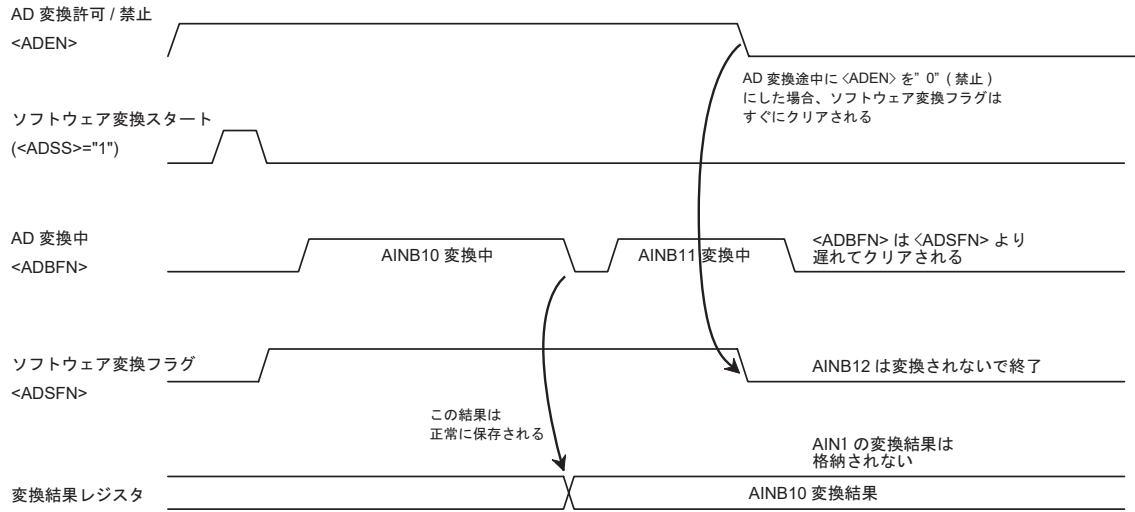 AD 変換許可 / 禁止
<ADEN>
AD 変換途中に <ADEN> を" 0" ( 禁止 )
にした場合、ソフトウェア変換フラグは
すぐにクリアされる
ソフトウェア変換スタート
(<ADSS>="1")
AD 変換中
<ADBFN>
AINB10 変換中
AINB11 変換中
<ADBFN> は <ADSFN> より
遅れてクリアされる
ソフトウェア変換フラグ
<ADSFN>
AINB12 は変換されないで終了
この結果は
正常に保存される
AIN1 の変換結果は
格納されない
変換結果レジスタ
AINB10 変換結果